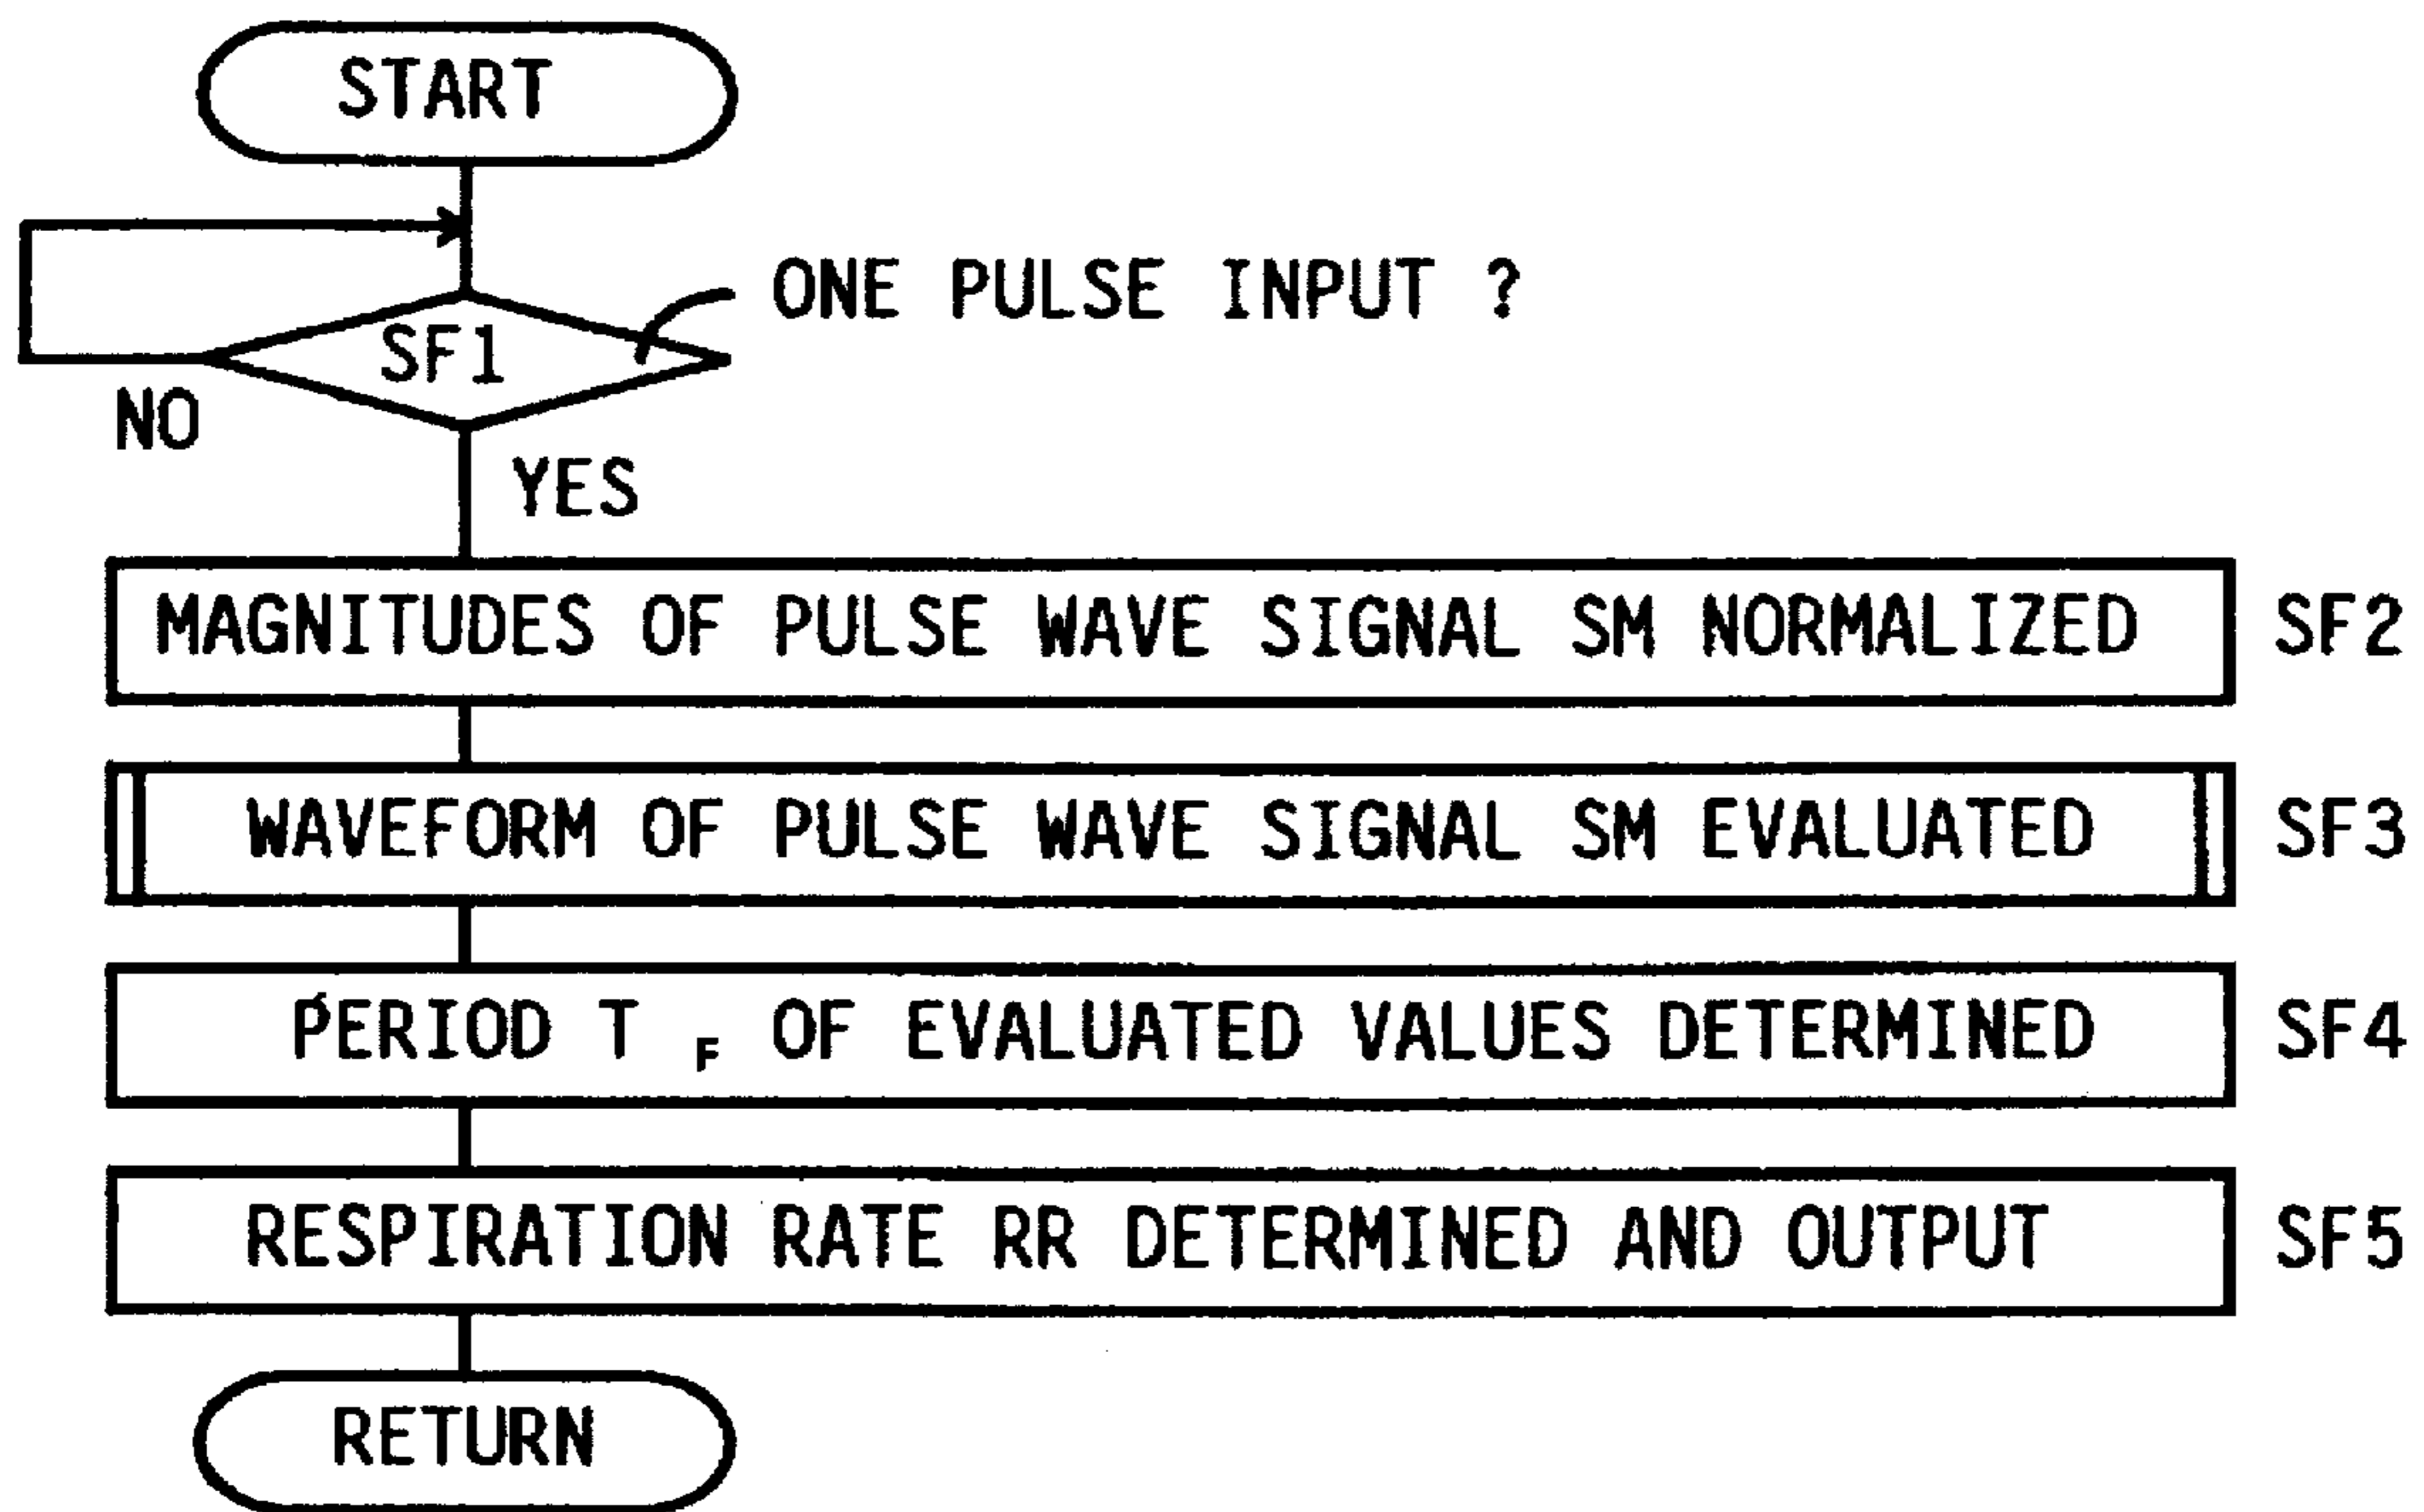 START
ONE PULSE INPUT ?
SF1
NO
YES
MAGNITUDES OF PULSE WAVE SIGNAL SM NORMALIZED SF2
WAVEFORM OF PULSE WAVE SIGNAL SM EVALUATED SF3
PERIOD T F OF EVALUATED VALUES DETERMINED SF4
RESPIRATION RATE RR DETERMINED AND OUTPUT SF5
RETURN